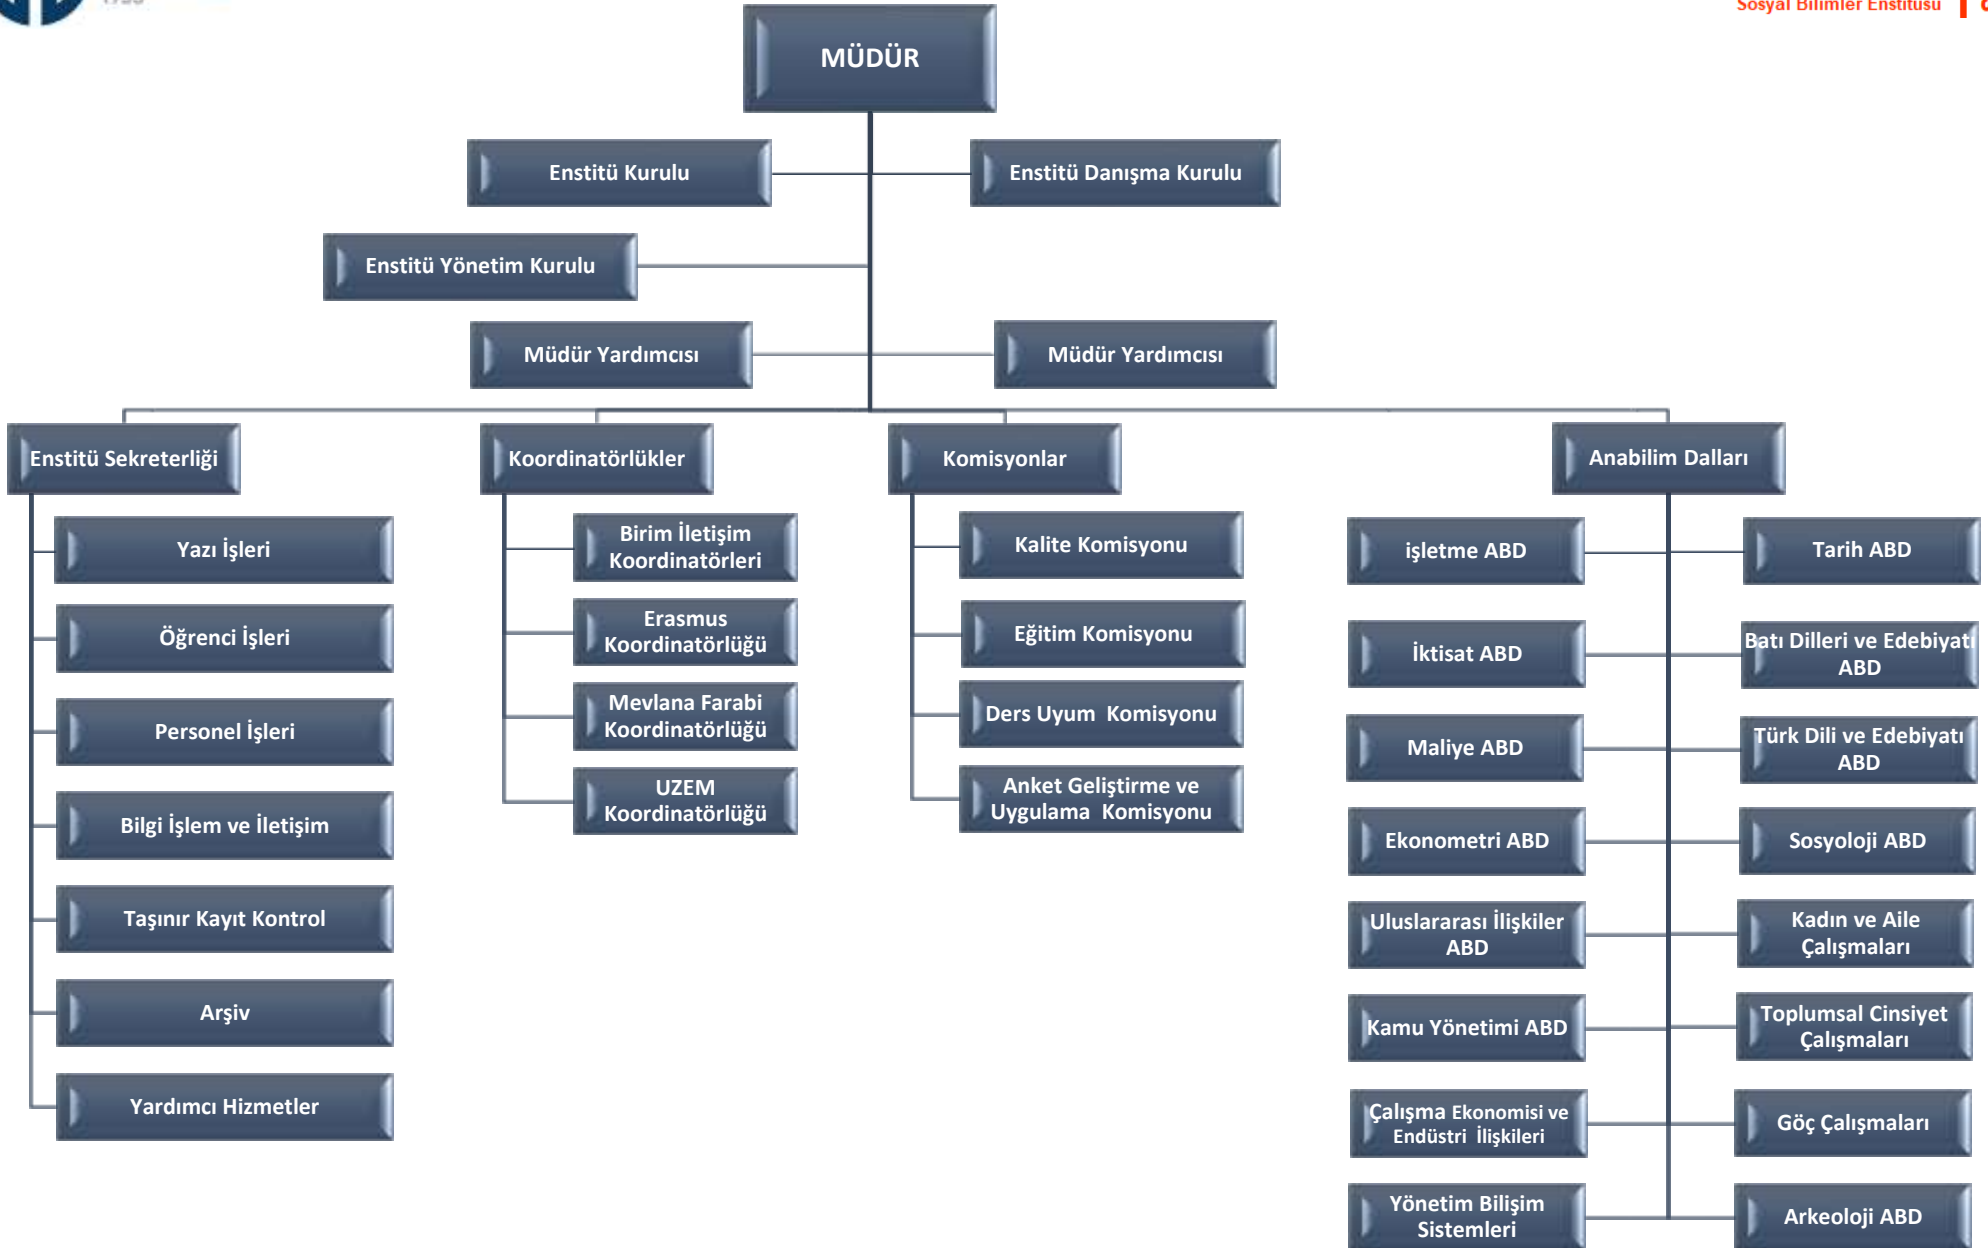 Sosyal Bilimler Enstitüsü
MÜDÜR
Enstitü Kurulu
Enstitü Danışma Kurulu
Enstitü Yönetim Kurulu
Müdür Yardımcısı
Müdür Yardımcısı
Enstitü Sekreterliği
Koordinatörlükler
Komisyonlar
Anabilim Dalları
Yazı İşleri
Öğrenci İşleri
Personel İşleri
Bilgi İşlem ve İletişim
Taşınır Kayıt Kontrol
Arşiv
Yardımcı Hizmetler
Birim İletişim
Koordinatörleri
Erasmus
Koordinatörlüğü
Mevlana Farabi
Koordinatörlüğü
UZEM
Koordinatörlüğü
Kalite Komisyonu
Eğitim Komisyonu
Ders Uyum  Komisyonu
Anket Geliştirme ve
Uygulama  Komisyonu
işletme ABD
İktisat ABD
Maliye ABD
Ekonometri ABD
Uluslararası İlişkiler
ABD
Kamu Yönetimi ABD
Çalışma Ekonomisi ve
Endüstri  İlişkileri
Yönetim Bilişim
Sistemleri
Tarih ABD
Batı Dilleri ve Edebiyatı
ABD
Türk Dili ve Edebiyatı
ABD
Sosyoloji ABD
Kadın ve Aile
Çalışmaları
Toplumsal Cinsiyet
Çalışmaları
Göç Çalışmaları
Arkeoloji ABD